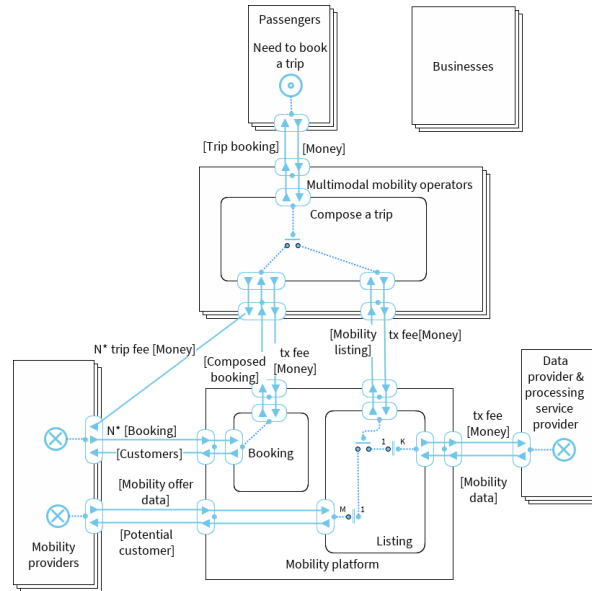 Passengers
Need to book
a trip
Businesses
[Trip booking]
[Money]
Multimodal mobility operators
Compose a trip
N* trip fee [Money]
[Composed
booking]
tx fee
[Money]
[Mobility
listing]
tx fee[Money]
Data
provider &
processing
service
provider
tx fee
[Money]
[Mobility
data]
N* [Booking]
[Customers]
Booking
1
K
[Mobility offer
data]
M
1
[Potential
customer]
Listing
Mobility
providers
Mobility platform